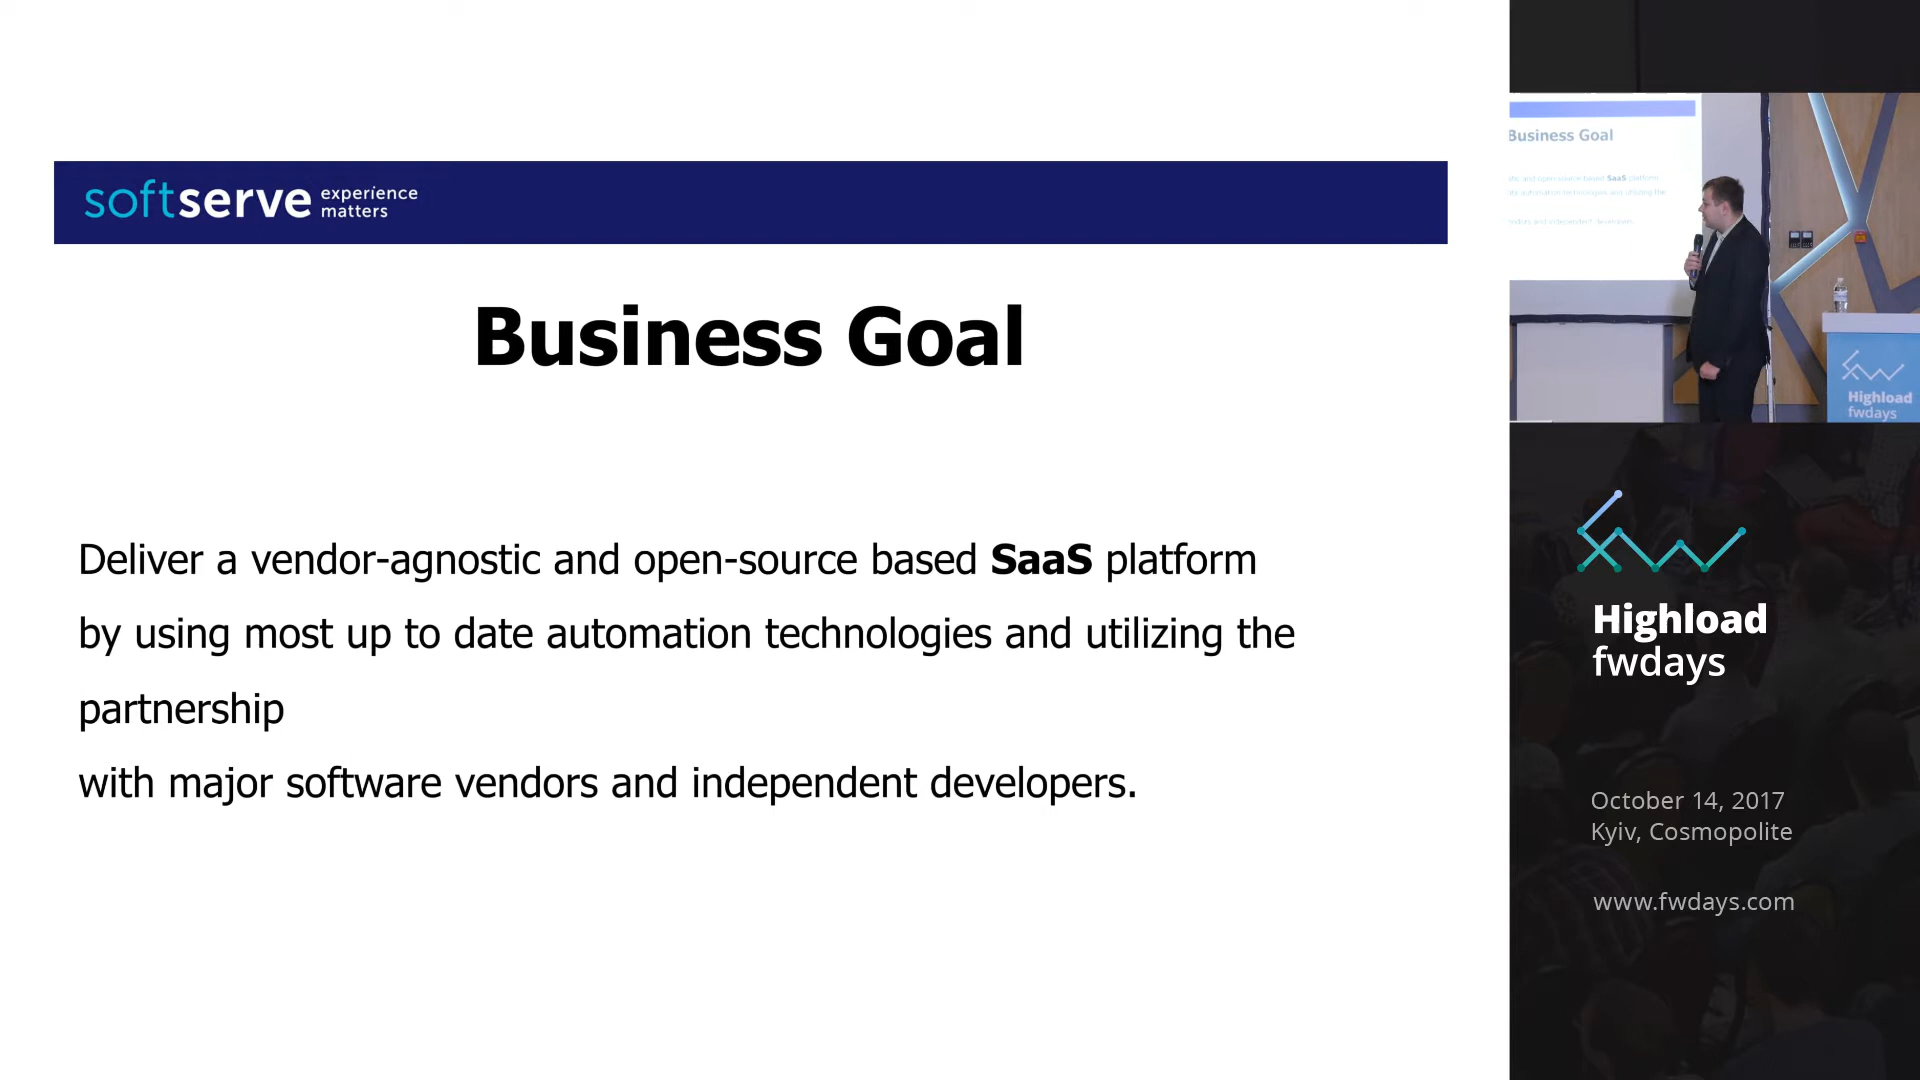 softserve experience
matters
Business Goal
Deliver a vendor-agnostic and open-source based SaaS platform
by using most up to date automation technologies and utilizing the
partnership
with major software vendors and independent developers.
Business Goal
SaaS platform
Highload
fwdays
Highload
fwdays
October 14, 2017
Kyiv, Cosmopolite
www.fwdays.com